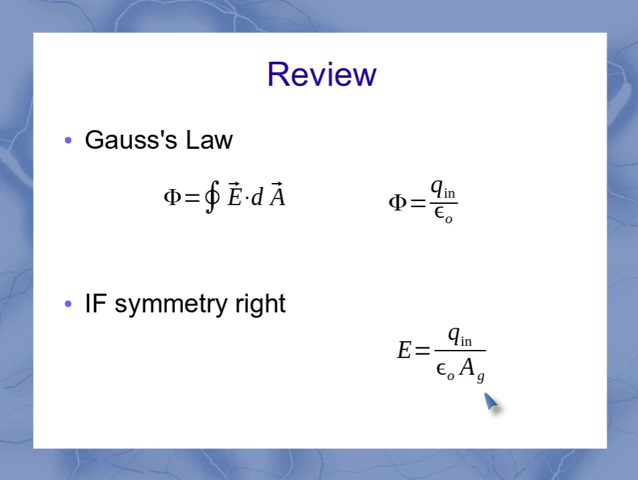 Review
• Gauss's Law
Φ=∮ E⃗·d A⃗    Φ=q_in/ϵ_o
• IF symmetry right
E=q_in/(ϵ_o A_g)